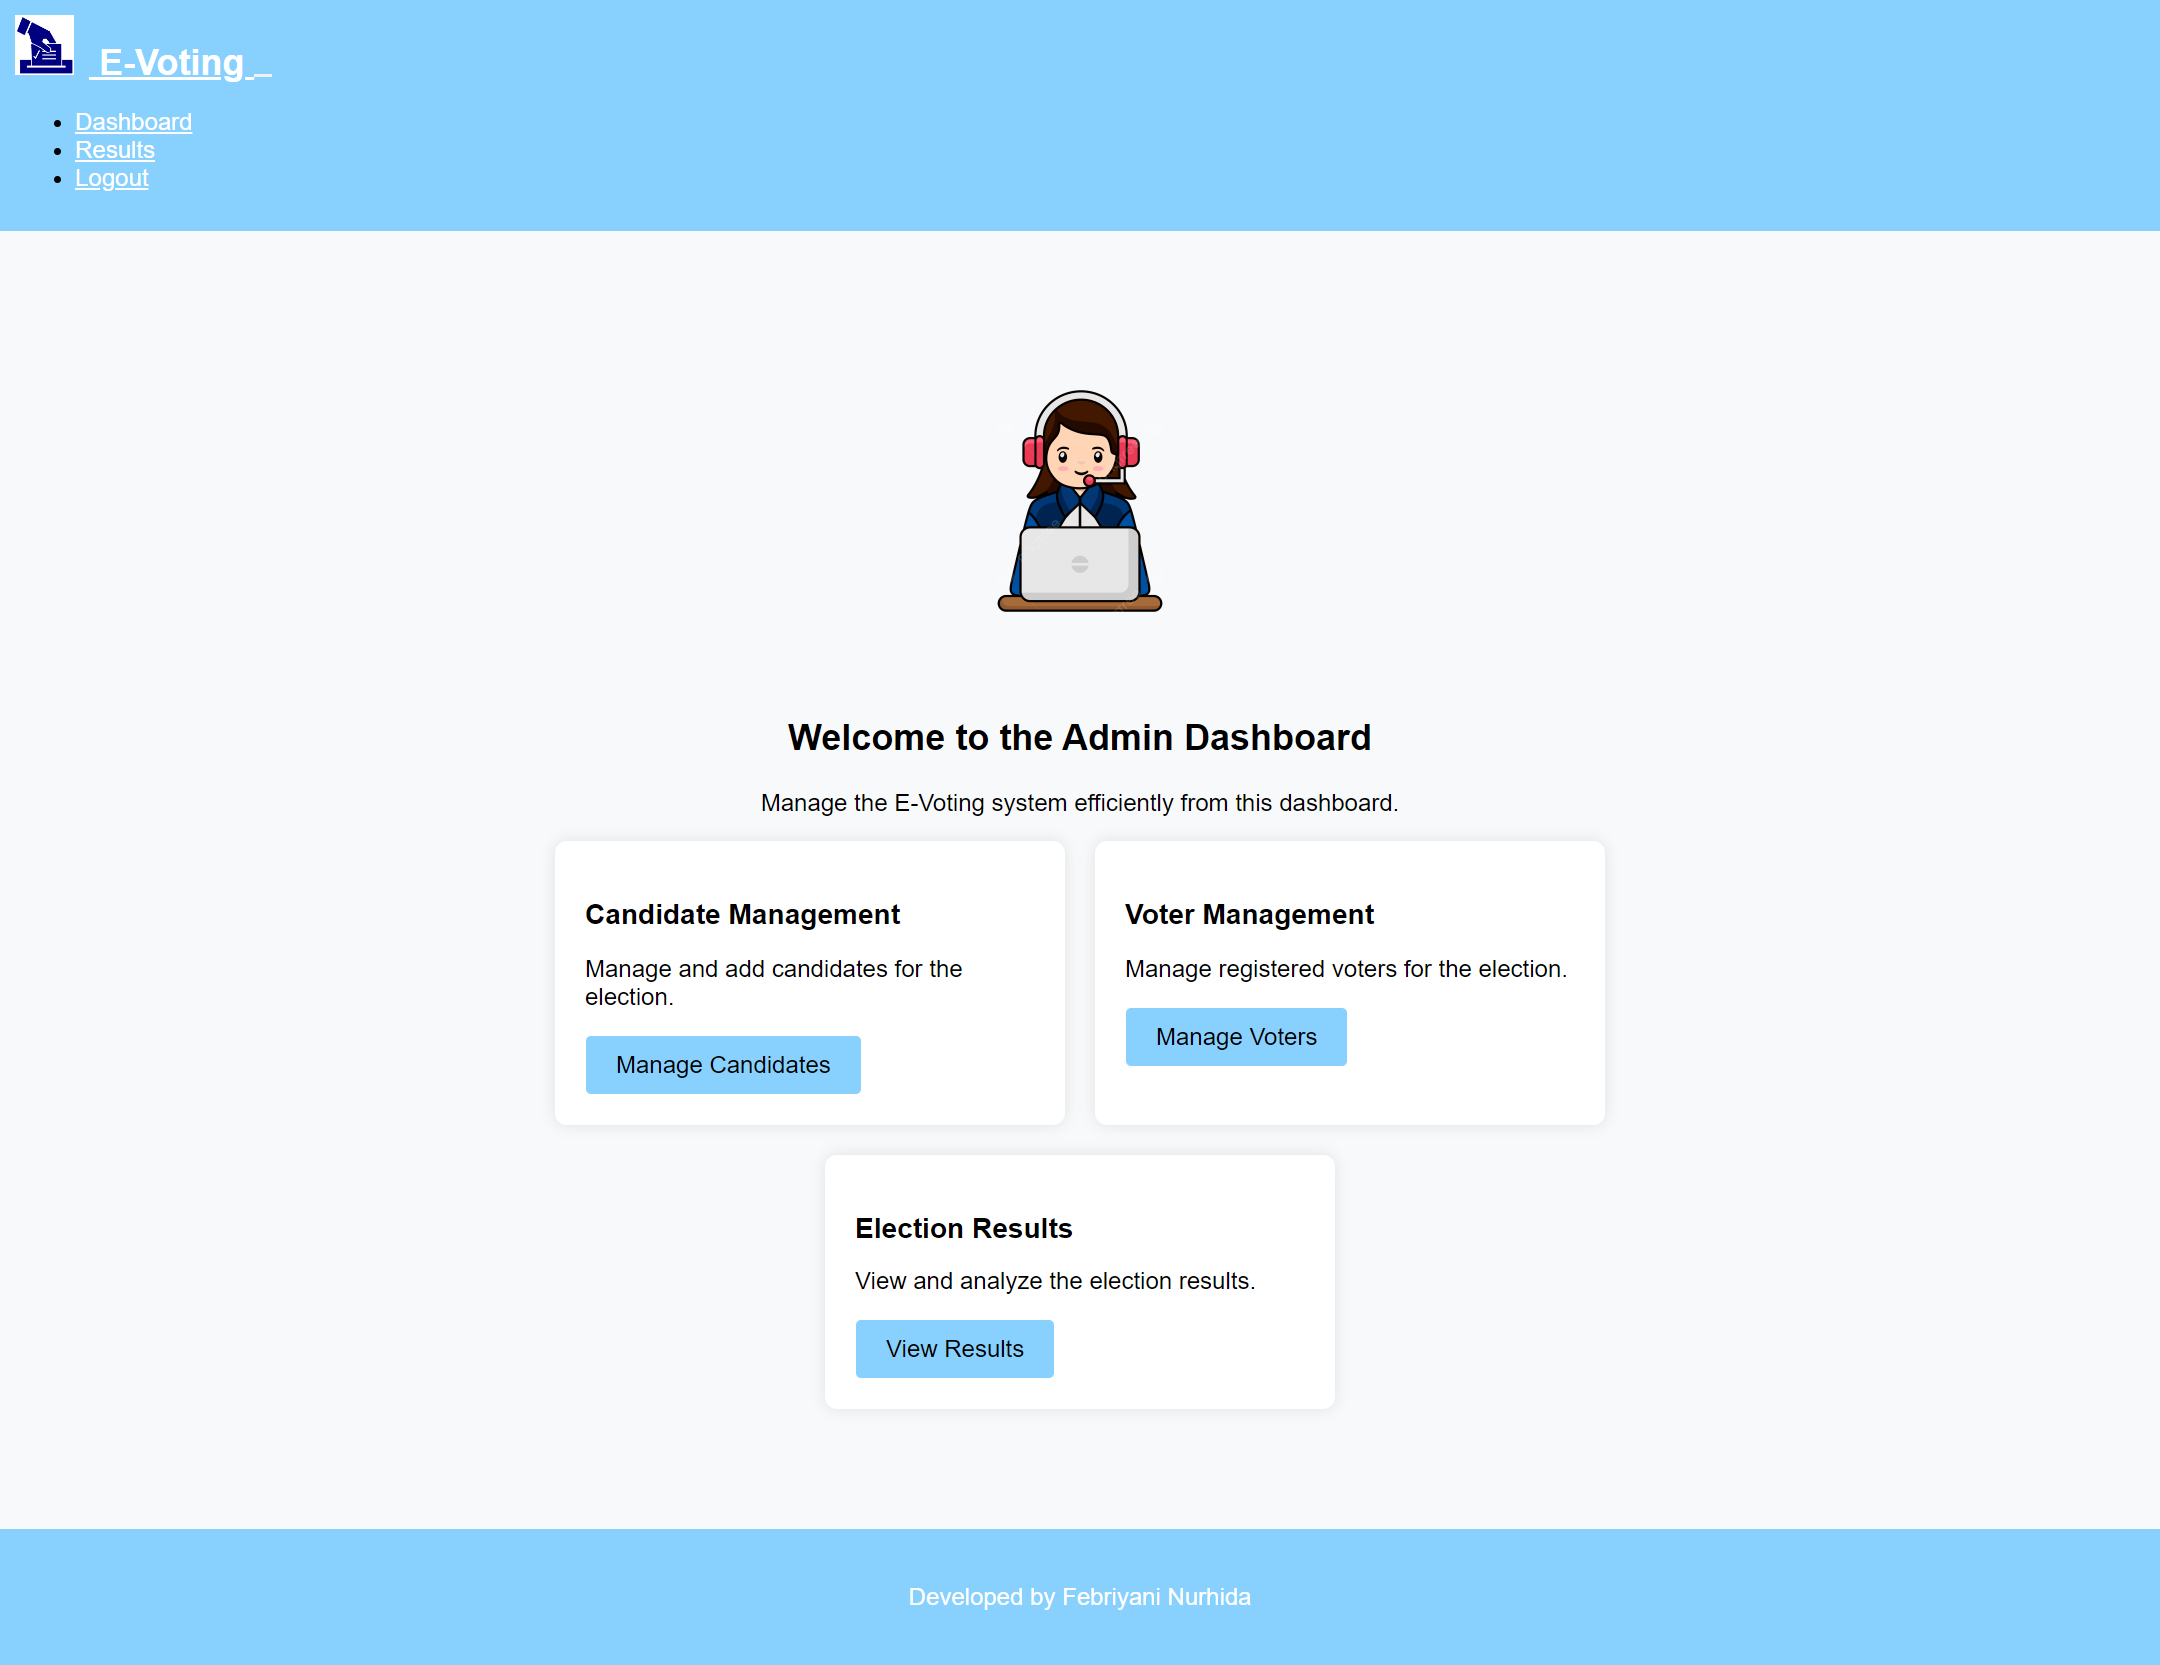 E-Voting
Dashboard
Results
Logout
Welcome to the Admin Dashboard
Manage the E-Voting system efficiently from this dashboard.
Candidate Management
Manage and add candidates for the
election.
Manage Candidates
Voter Management
Manage registered voters for the election.
Manage Voters
Election Results
View and analyze the election results.
View Results
Developed by Febriyani Nurhida